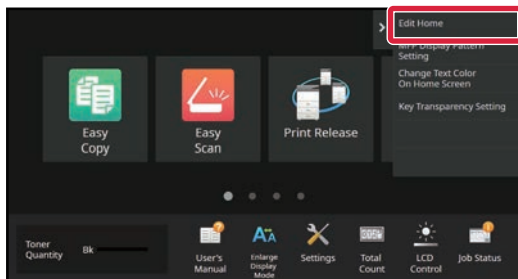 Edit Home
MFP Display Pattern
Setting
Change Text Color
On Home Screen
Key Transparency Setting
Easy
Copy
Easy
Scan
Print Release
Toner
Quantity
Bk
User's
Manual
Enlarge
Display
Mode
Settings
Total
Count
LCD
Control
Job Status